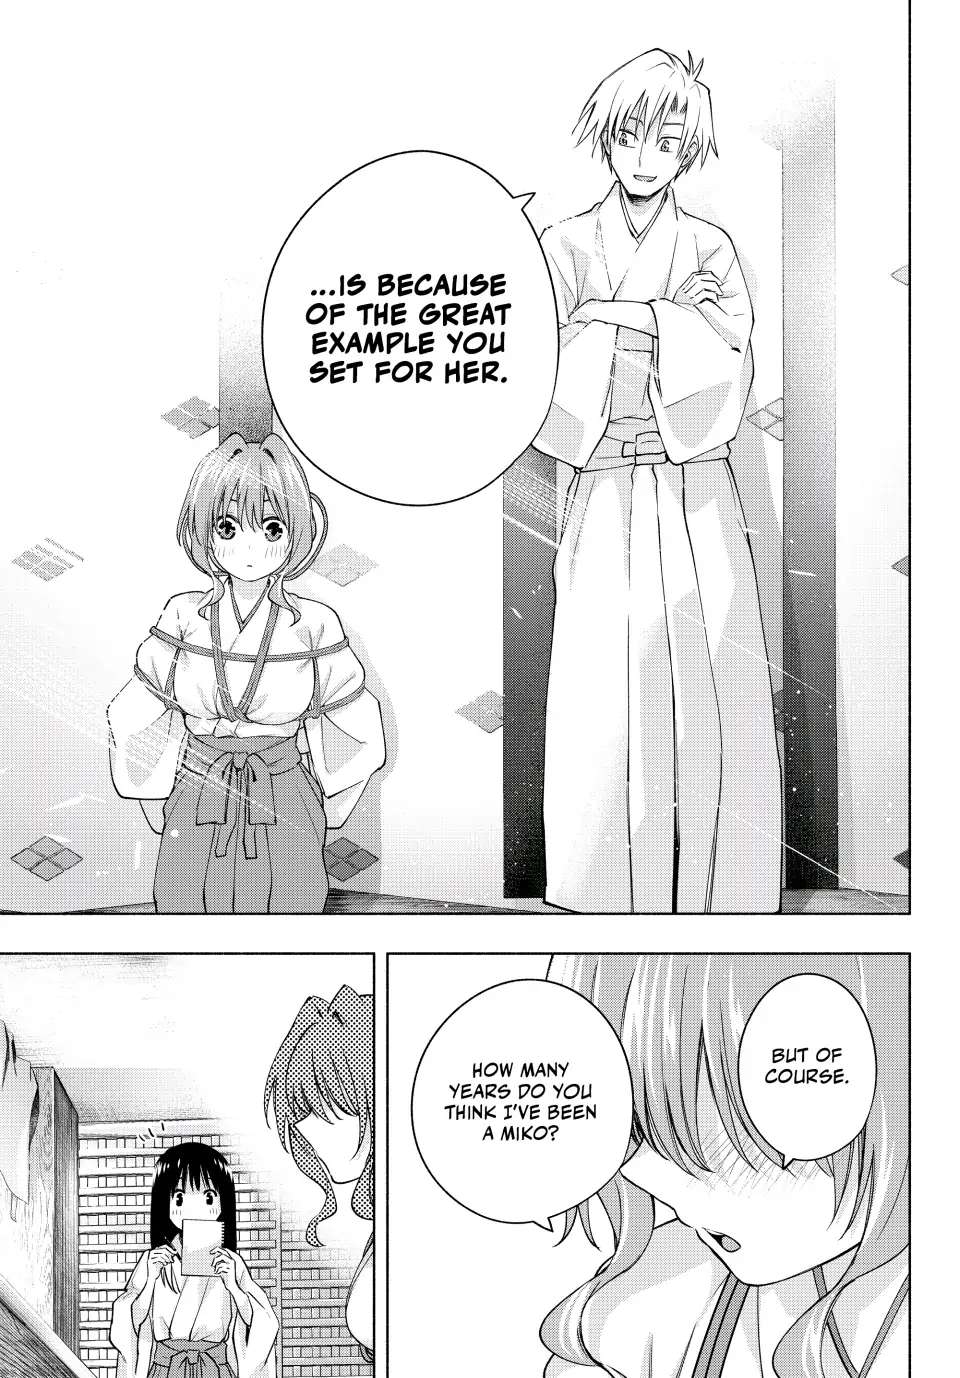 ...IS BECAUSE
OF THE GREAT
EXAMPLE YOU
SET FOR HER.
BUT OF
COURSE.
HOW MANY
YEARS DO YOU
THINK I'VE BEEN
A MIKO?